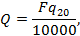 Q = Fq₂₀ / 10000,